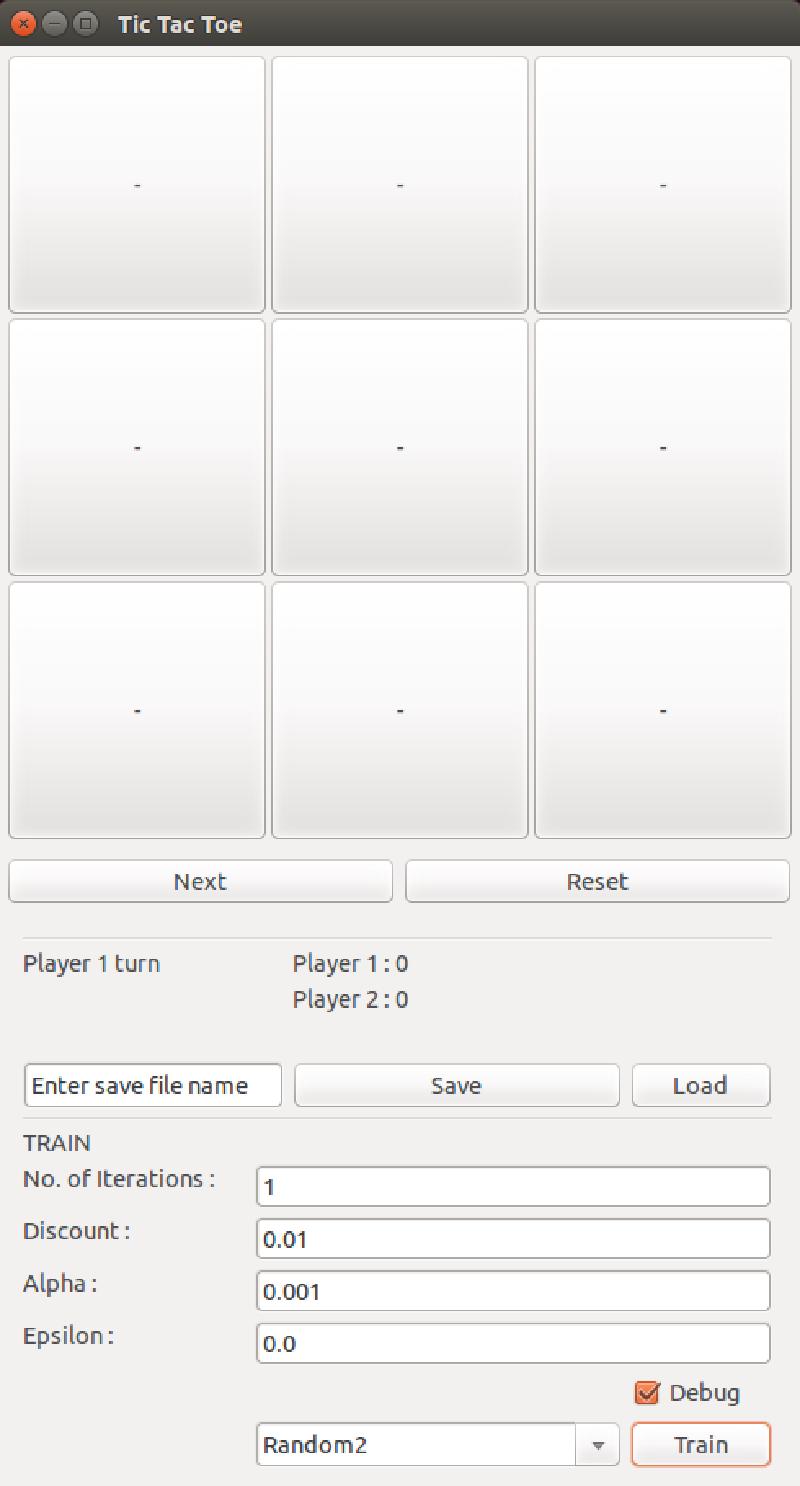 Tic Tac Toe
- - -
- - -
- - -
Next Reset
Player 1 turn Player 1 : 0
Player 2 : 0
Enter save file name Save Load
TRAIN
No. of Iterations : 1
Discount : 0.01
Alpha : 0.001
Epsilon : 0.0
Debug
Random2 Train